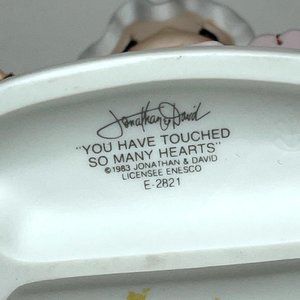 Jonathan & David
"YOU HAVE TOUCHED
SO MANY HEARTS"
©1983 JONATHAN & DAVID
LICENSEE ENESCO
E-2821